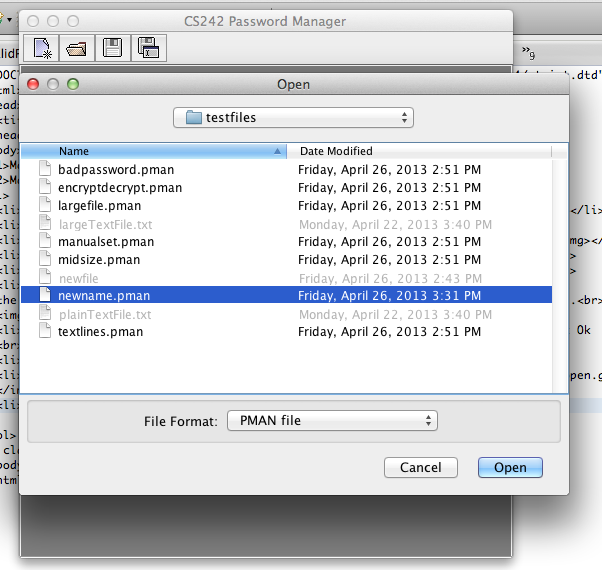 CS242 Password Manager
»9
Open
testfiles
Name Date Modified
badpassword.pman Friday, April 26, 2013 2:51 PM
encryptdecrypt.pman Friday, April 26, 2013 2:51 PM
largefile.pman Friday, April 26, 2013 2:51 PM
largeTextFile.txt Monday, April 22, 2013 3:40 PM
manualset.pman Friday, April 26, 2013 2:51 PM
midsize.pman Friday, April 26, 2013 2:51 PM
newfile Friday, April 26, 2013 2:43 PM
newname.pman Friday, April 26, 2013 3:31 PM
plainTextFile.txt Monday, April 22, 2013 3:40 PM
textlines.pman Friday, April 26, 2013 2:51 PM
Ok
File Format: PMAN file
Cancel Open